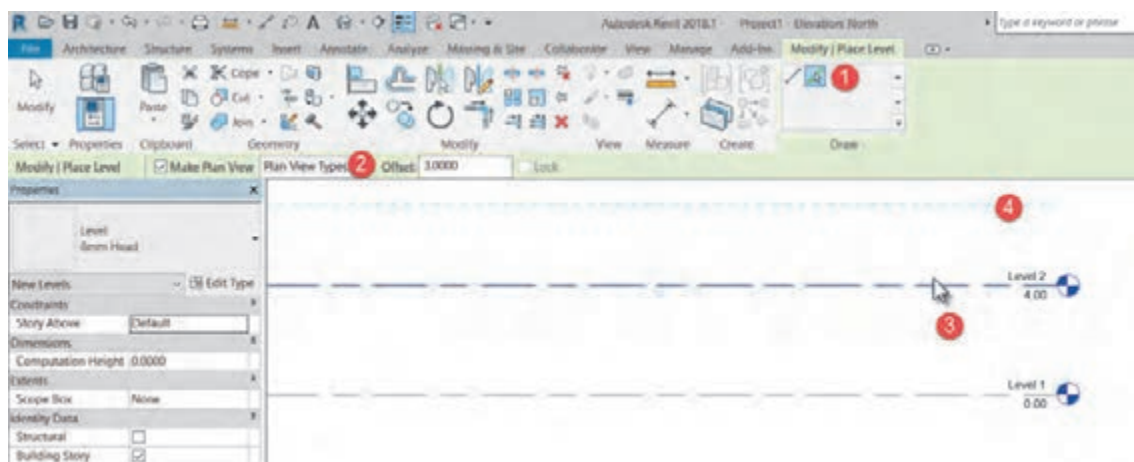 Autodesk Revit 2018.1 Project1 - Elevation: North Type a keyword or phrase
File Architecture Structure Systems Insert Annotate Analyze Massing & Site Collaborate View Manage Add-Ins Modify | Place Level
1
Modify Paste Cope Cut Join
Select Properties Clipboard Geometry Modify View Measure Create Draw
Modify | Place Level Make Plan View Plan View Types 2 Offset: 3.0000 Lock
Properties
4
Level
8mm Head
New Levels Edit Type
Level 2
4.00
3
Constraints
Story Above Default
Dimensions
Computation Height 0.0000
Extents
Scope Box None
Level 1
0.00
Identity Data
Structural
Building Story